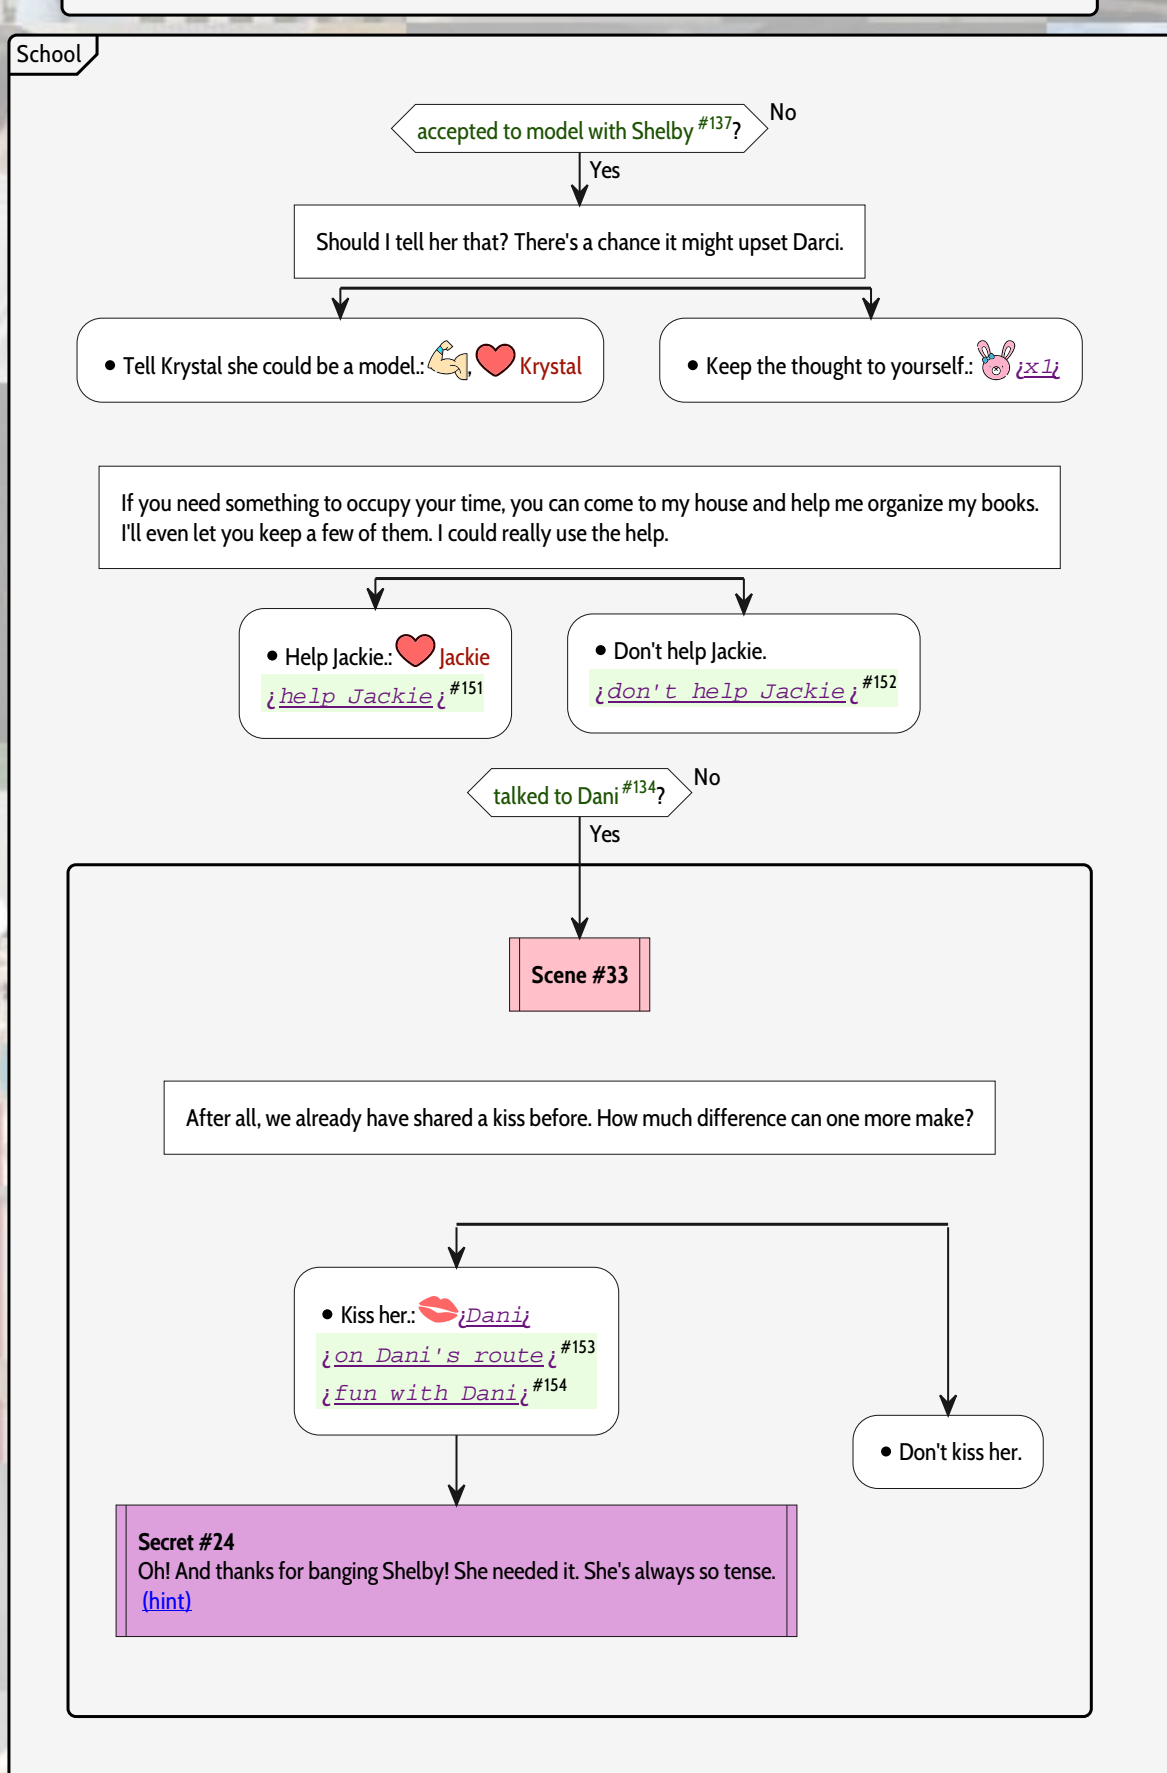 School
accepted to model with Shelby #137?
No
Yes
Should I tell her that? There's a chance it might upset Darci.
• Tell Krystal she could be a model.: , Krystal
• Keep the thought to yourself.: ¿x1¿
If you need something to occupy your time, you can come to my house and help me organize my books.
I'll even let you keep a few of them. I could really use the help.
• Help Jackie.: Jackie
¿help Jackie¿ #151
• Don't help Jackie.
¿don't help Jackie¿ #152
talked to Dani #134?
No
Yes
Scene #33
After all, we already have shared a kiss before. How much difference can one more make?
• Kiss her.: ¿Dani¿
¿on Dani's route¿ #153
¿fun with Dani¿ #154
• Don't kiss her.
Secret #24
Oh! And thanks for banging Shelby! She needed it. She's always so tense.
(hint)